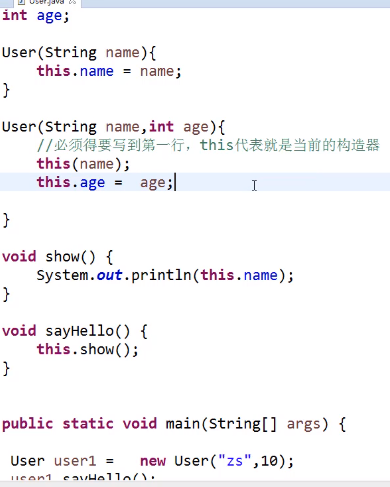 User.java
int age;
User(String name){
this.name = name;
}
User(String name,int age){
//必须得要写到第一行，this代表就是当前的构造器
this(name);
this.age =  age;
}
void show() {
System.out.println(this.name);
}
void sayHello() {
this.show();
}
public static void main(String[] args) {
User user1 =   new User("zs",10);
user1.sayHello();